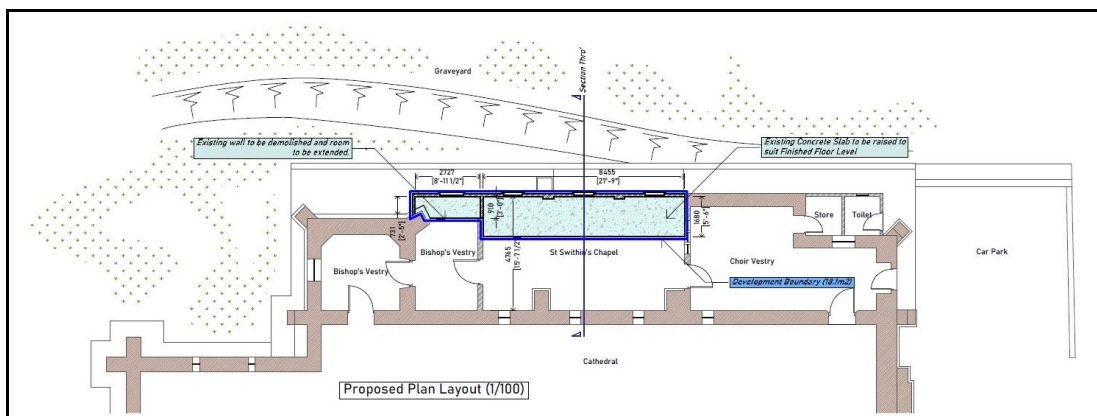 Graveyard
Section Thro'
Existing wall to be demolished and room
to be extended.
Existing Concrete Slab to be raised to
suit Finished Floor Level
2727
[8'-11 1/2"]
8455
[27'-9"]
731
[2'-5"]
910
[3'-0"]
1680
[5'-6"]
4765
[15'-7 1/2"]
Store
Toilet
Bishop's Vestry
Bishop's Vestry
St Swithin's Chapel
Choir Vestry
Car Park
Development Boundary (18.1m2)
Cathedral
Proposed Plan Layout (1/100)